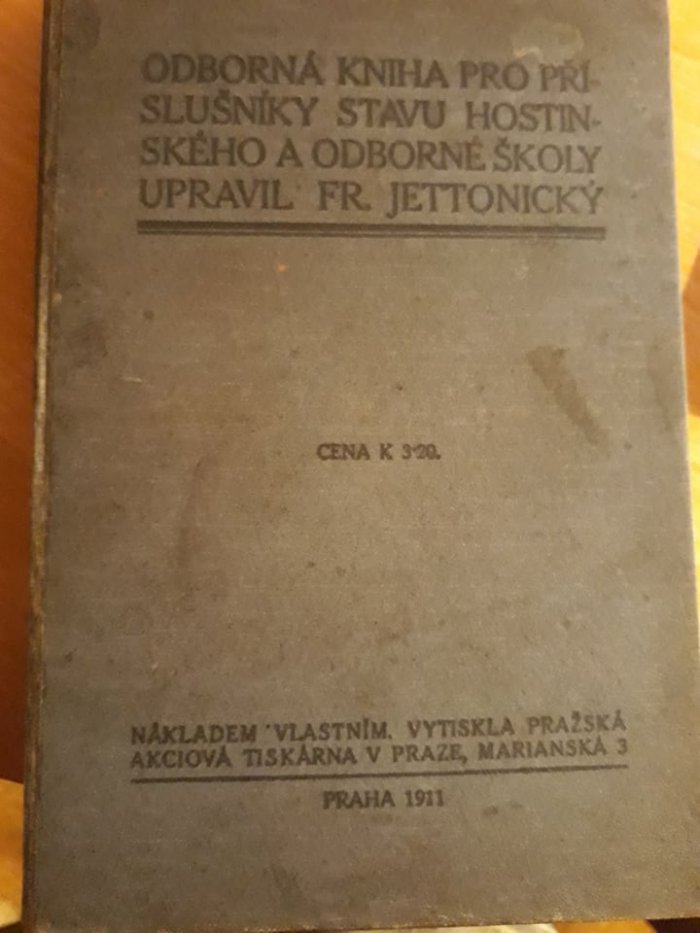 ODBORNÁ KNIHA PRO PŘÍ-
SLUŠNÍKY STAVU HOSTIN-
SKÉHO A ODBORNÉ ŠKOLY
UPRAVIL FR. JETTONICKÝ
CENA K 3·20.
NÁKLADEM VLASTNÍM. VYTISKLA PRAŽSKÁ
AKCIOVÁ TISKÁRNA V PRAZE, MARIANSKÁ 3
PRAHA 1911